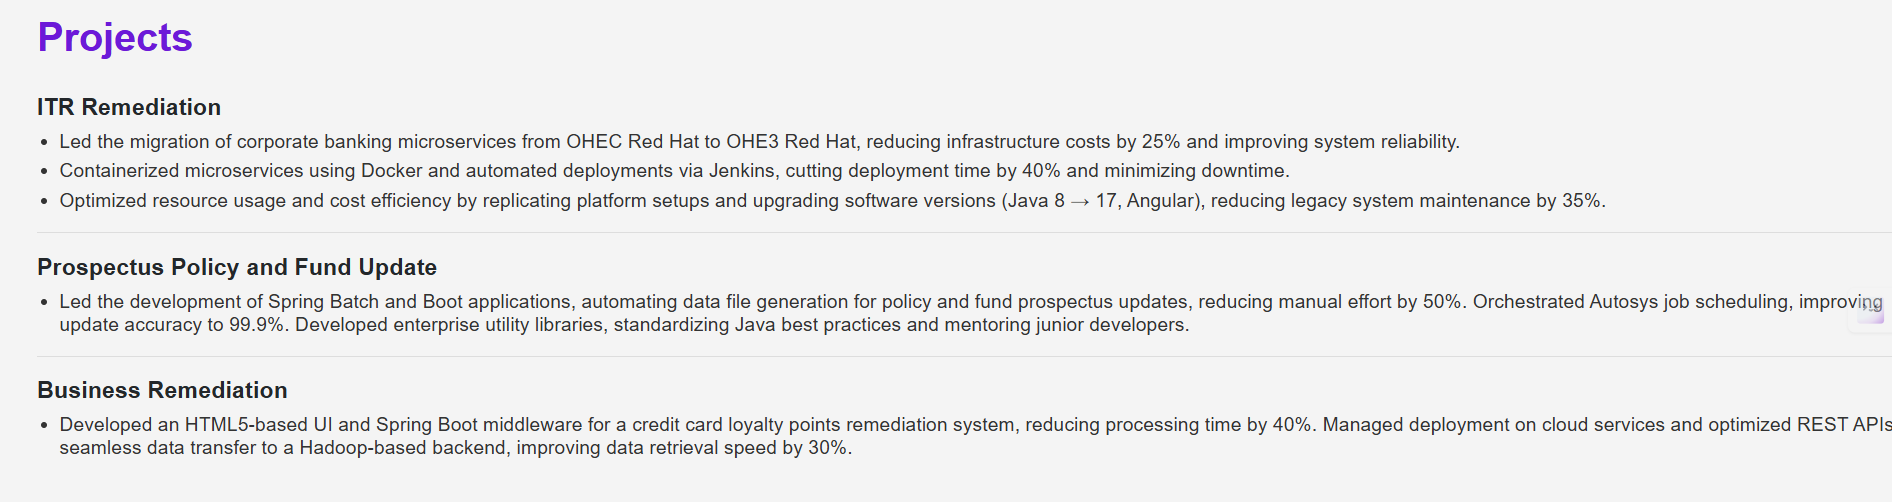 Projects
ITR Remediation
• Led the migration of corporate banking microservices from OHEC Red Hat to OHE3 Red Hat, reducing infrastructure costs by 25% and improving system reliability.
• Containerized microservices using Docker and automated deployments via Jenkins, cutting deployment time by 40% and minimizing downtime.
• Optimized resource usage and cost efficiency by replicating platform setups and upgrading software versions (Java 8 → 17, Angular), reducing legacy system maintenance by 35%.
Prospectus Policy and Fund Update
• Led the development of Spring Batch and Boot applications, automating data file generation for policy and fund prospectus updates, reducing manual effort by 50%. Orchestrated Autosys job scheduling, improving
update accuracy to 99.9%. Developed enterprise utility libraries, standardizing Java best practices and mentoring junior developers.
Business Remediation
• Developed an HTML5-based UI and Spring Boot middleware for a credit card loyalty points remediation system, reducing processing time by 40%. Managed deployment on cloud services and optimized REST APIs
seamless data transfer to a Hadoop-based backend, improving data retrieval speed by 30%.